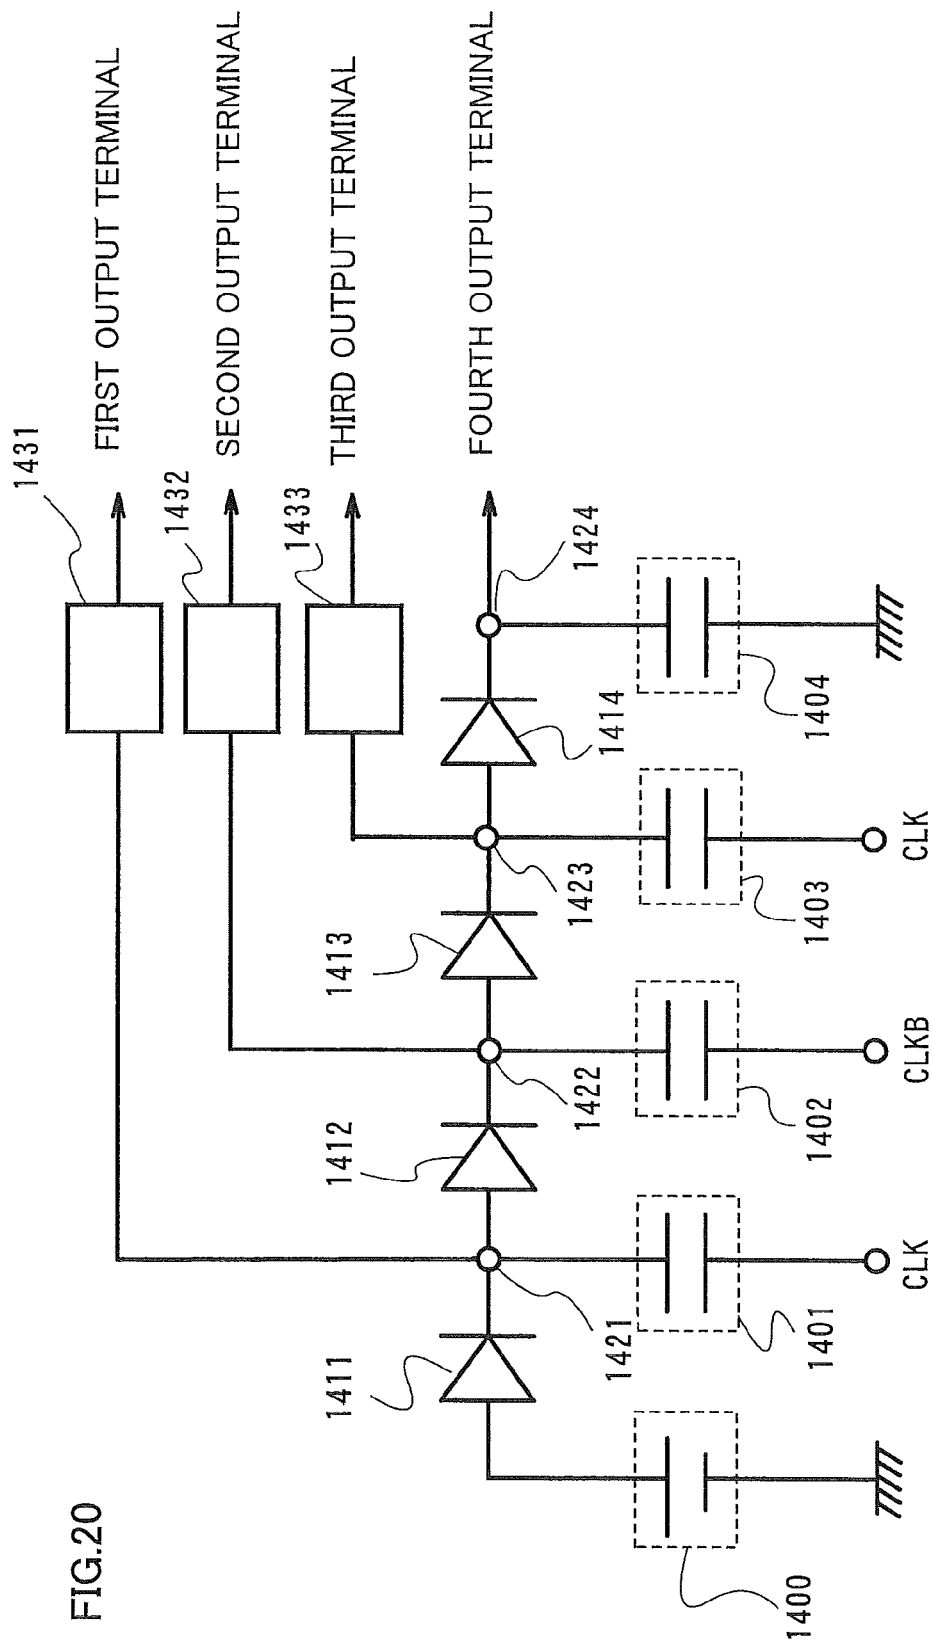 FIG.20
1431
FIRST OUTPUT TERMINAL
1432
SECOND OUTPUT TERMINAL
1433
THIRD OUTPUT TERMINAL
FOURTH OUTPUT TERMINAL
1411
1412
1413
1414
1421
1422
1423
1424
1400
1401
1402
1403
1404
CLK
CLKB
CLK